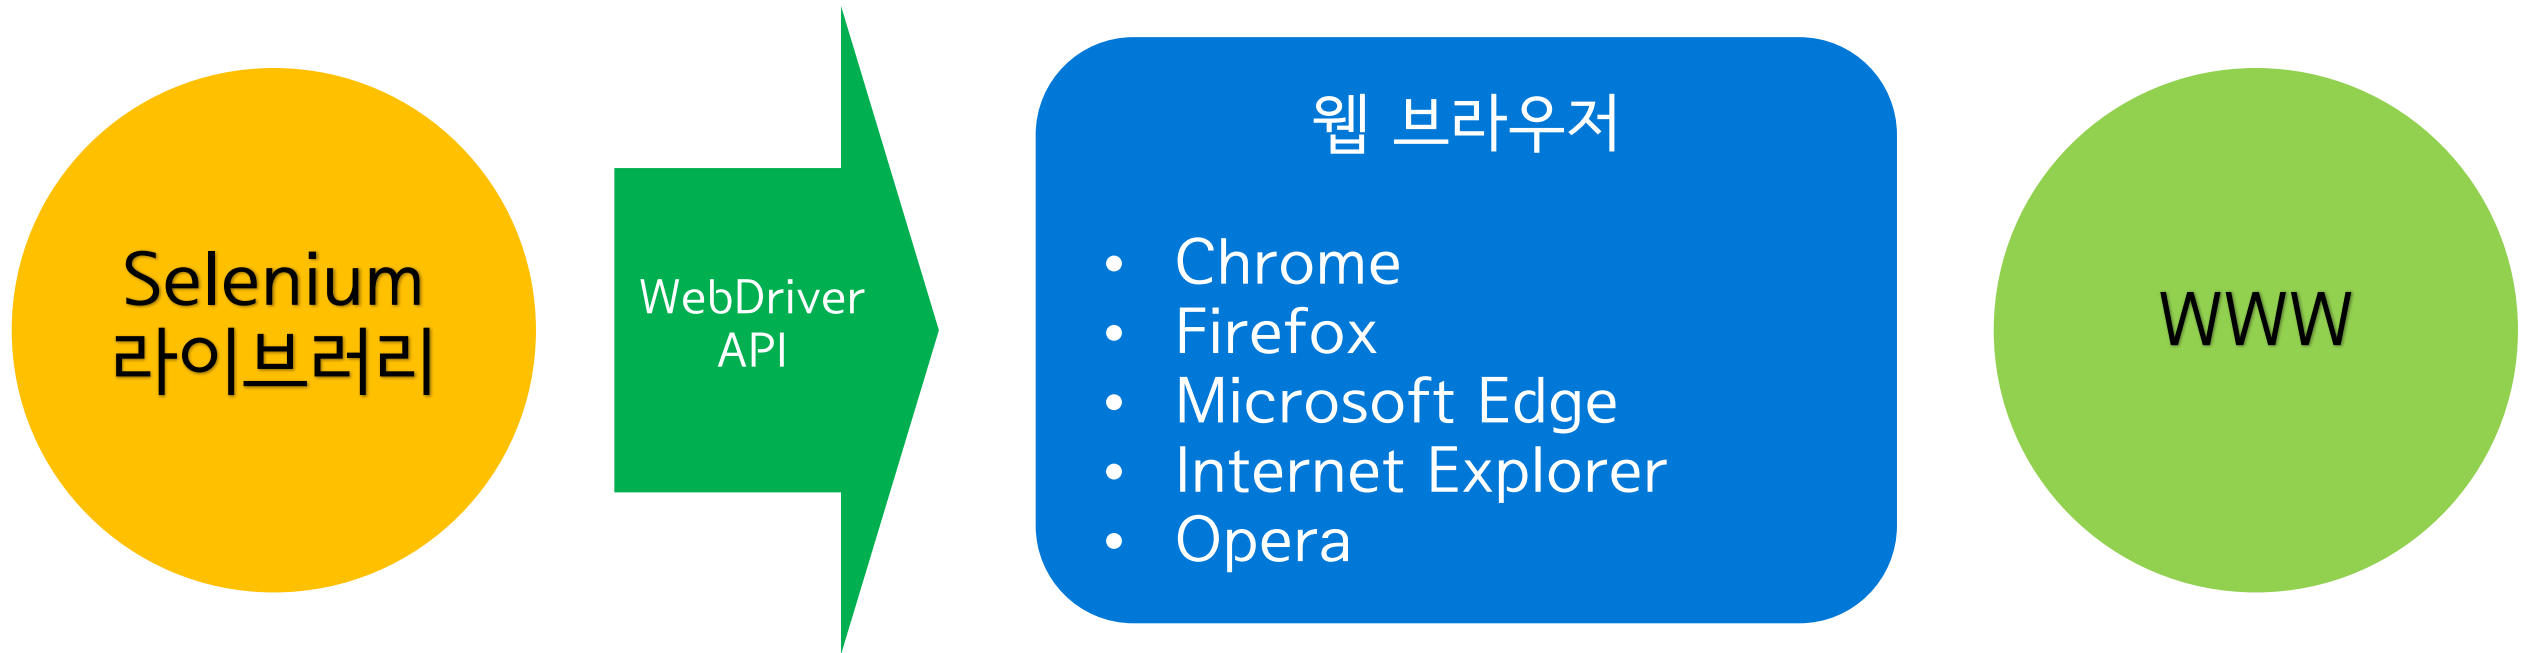 Selenium
라이브러리
WebDriver
API
웹 브라우저
• Chrome
• Firefox
• Microsoft Edge
• Internet Explorer
• Opera
WWW